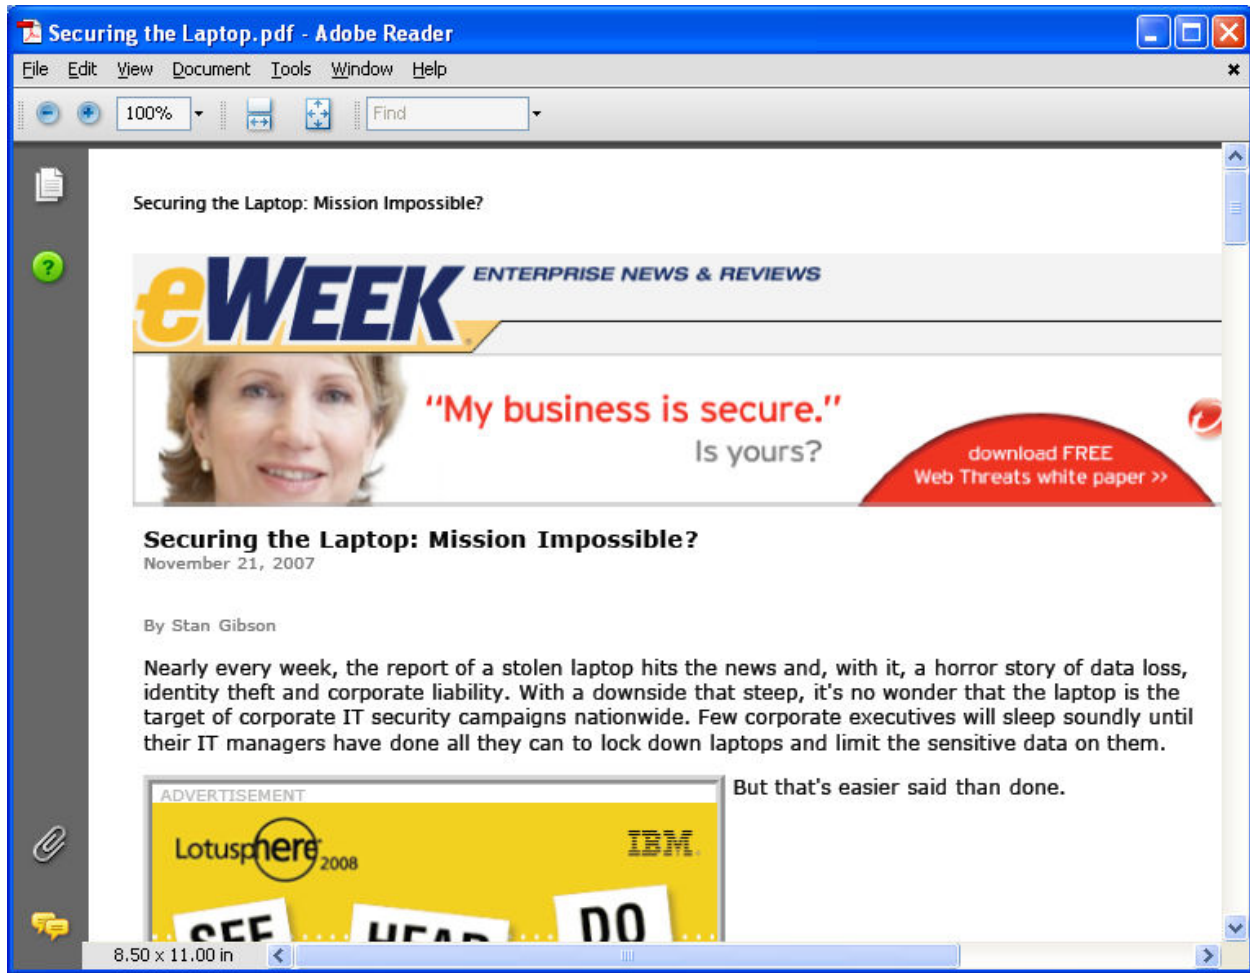 Securing the Laptop.pdf - Adobe Reader
File Edit View Document Tools Window Help
100% Find
Securing the Laptop: Mission Impossible?
eWEEK ENTERPRISE NEWS & REVIEWS
"My business is secure."
Is yours?
download FREE
Web Threats white paper >>
Securing the Laptop: Mission Impossible?
November 21, 2007
By Stan Gibson
Nearly every week, the report of a stolen laptop hits the news and, with it, a horror story of data loss,
identity theft and corporate liability. With a downside that steep, it's no wonder that the laptop is the
target of corporate IT security campaigns nationwide. Few corporate executives will sleep soundly until
their IT managers have done all they can to lock down laptops and limit the sensitive data on them.
But that's easier said than done.
ADVERTISEMENT
Lotusphere 2008 IBM
SEE HEAR DO
8.50 x 11.00 in